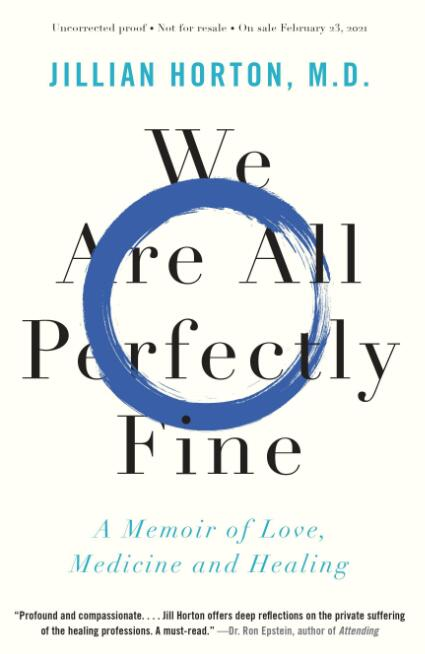 Uncorrected proof • Not for resale • On sale February 23, 2021
JILLIAN HORTON, M.D.
We
Are All
Perfectly
Fine
A Memoir of Love,
Medicine and Healing
“Profound and compassionate. . . . Jill Horton offers deep reflections on the private suffering
of the healing professions. A must-read.” —Dr. Ron Epstein, author of Attending